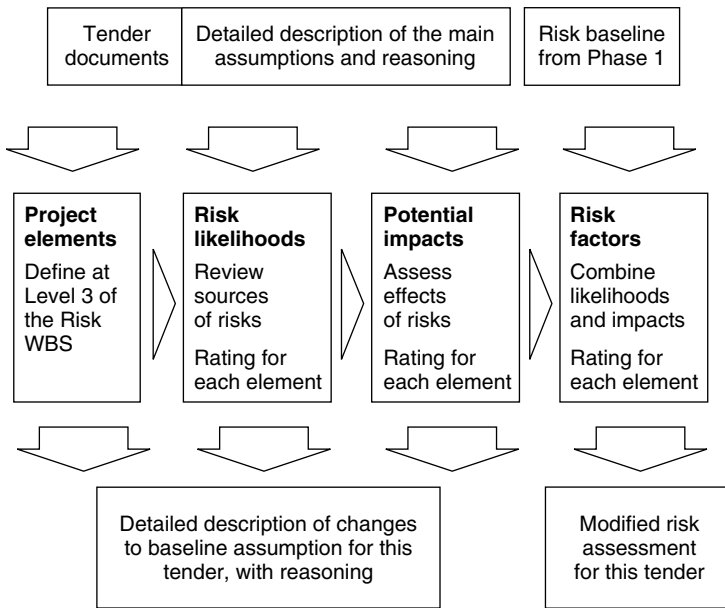 Tender
documents
Detailed description of the main
assumptions and reasoning
Risk baseline
from Phase 1
Project
elements
Define at
Level 3 of
the Risk
WBS
Risk
likelihoods
Review
sources
of risks
Rating for
each element
Potential
impacts
Assess
effects
of risks
Rating for
each element
Risk
factors
Combine
likelihoods
and impacts
Rating for
each element
Detailed description of changes
to baseline assumption for this
tender, with reasoning
Modified risk
assessment
for this tender